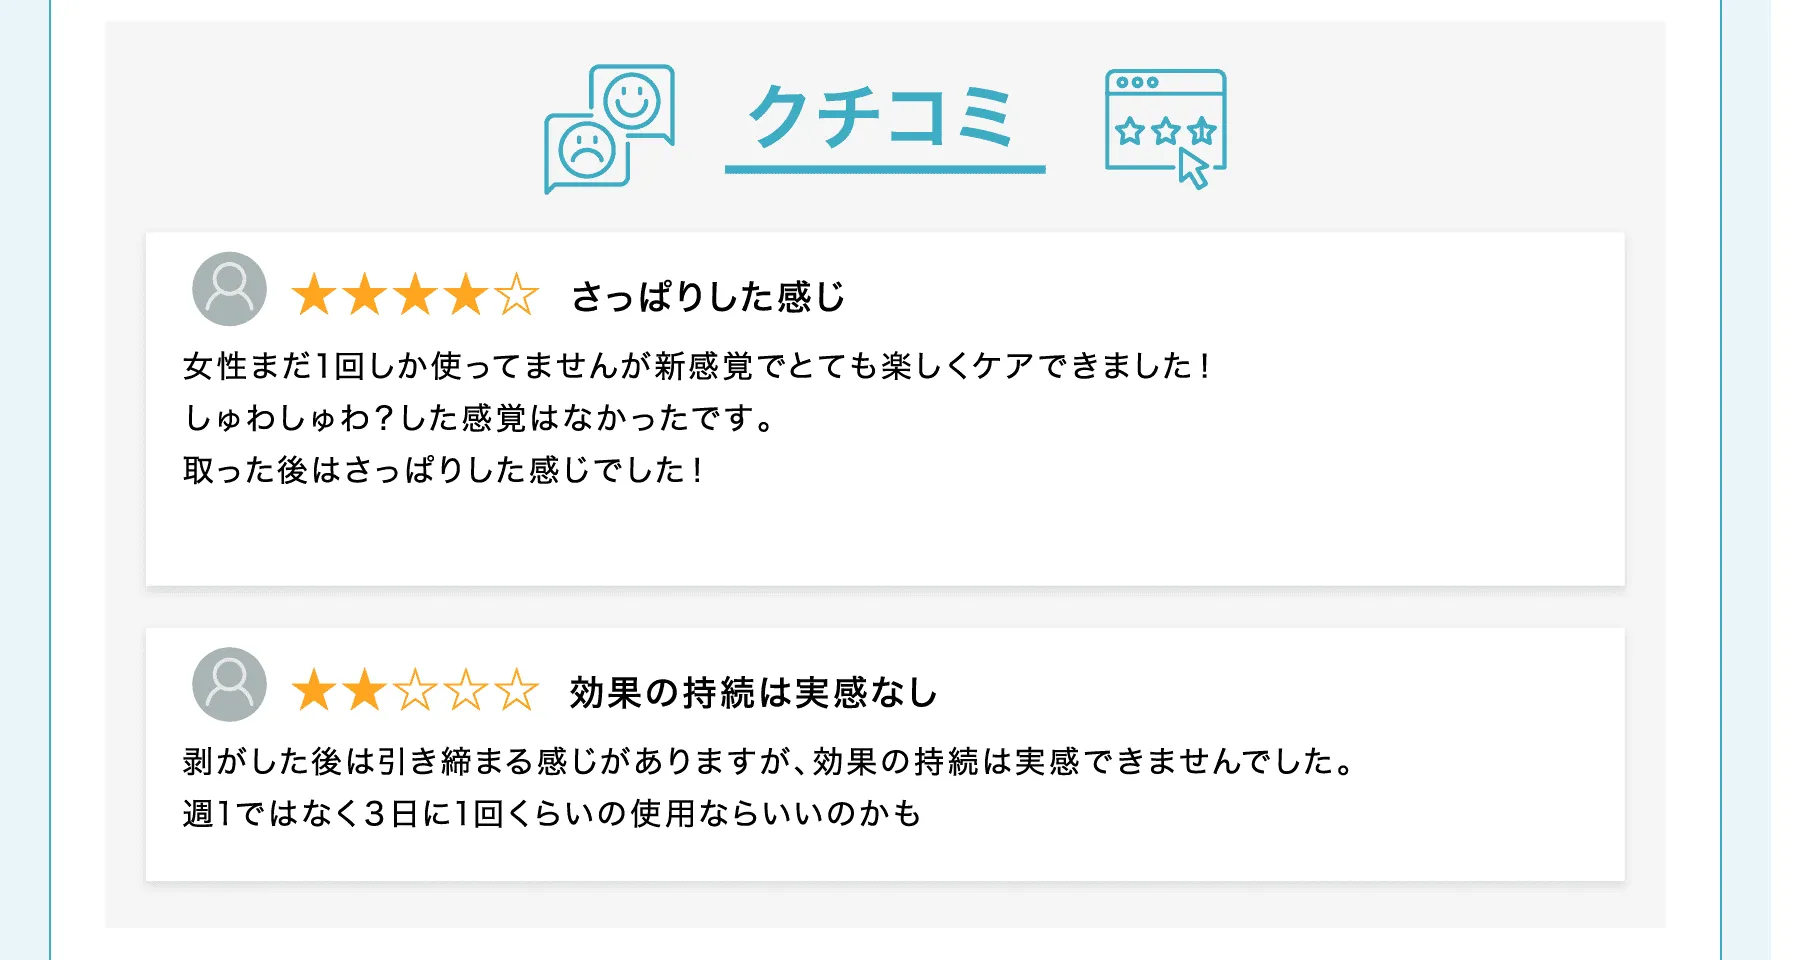 クチコミ
★★★★☆ さっぱりした感じ
女性まだ1回しか使ってませんが新感覚でとても楽しくケアできました!
しゅわしゅわ?した感覚はなかったです。
取った後はさっぱりした感じでした!
★★☆☆☆ 効果の持続は実感なし
剥がした後は引き締まる感じがありますが、効果の持続は実感できませんでした。
週1ではなく3日に1回くらいの使用ならいいのかも